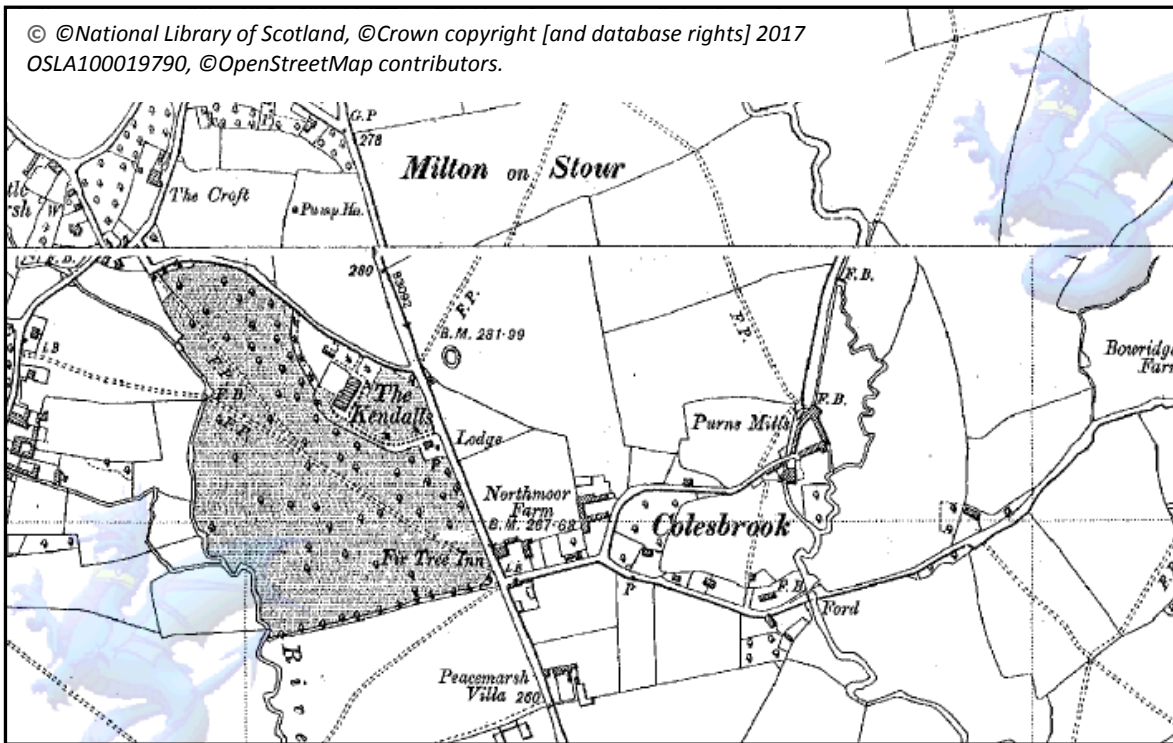 © ©National Library of Scotland, ©Crown copyright [and database rights] 2017
OSLA100019790, ©OpenStreetMap contributors.
G.P
278
Milton on Stour
The Croft
W
Pump Ho.
280
F.B.
F.P.
F.B.
B.M. 281·99
F.P.
Bowridge
Farm
L B
The
Kendalls
F.P.
F.B.
F.P.
F.B.
Purns Mills
Lodge
P
Northmoor
Farm
B.M. 267·68
Colesbrook
Fir Tree Inn
L B
P
F.B.
Ford
Peacemarsh
Villa 260
Rive